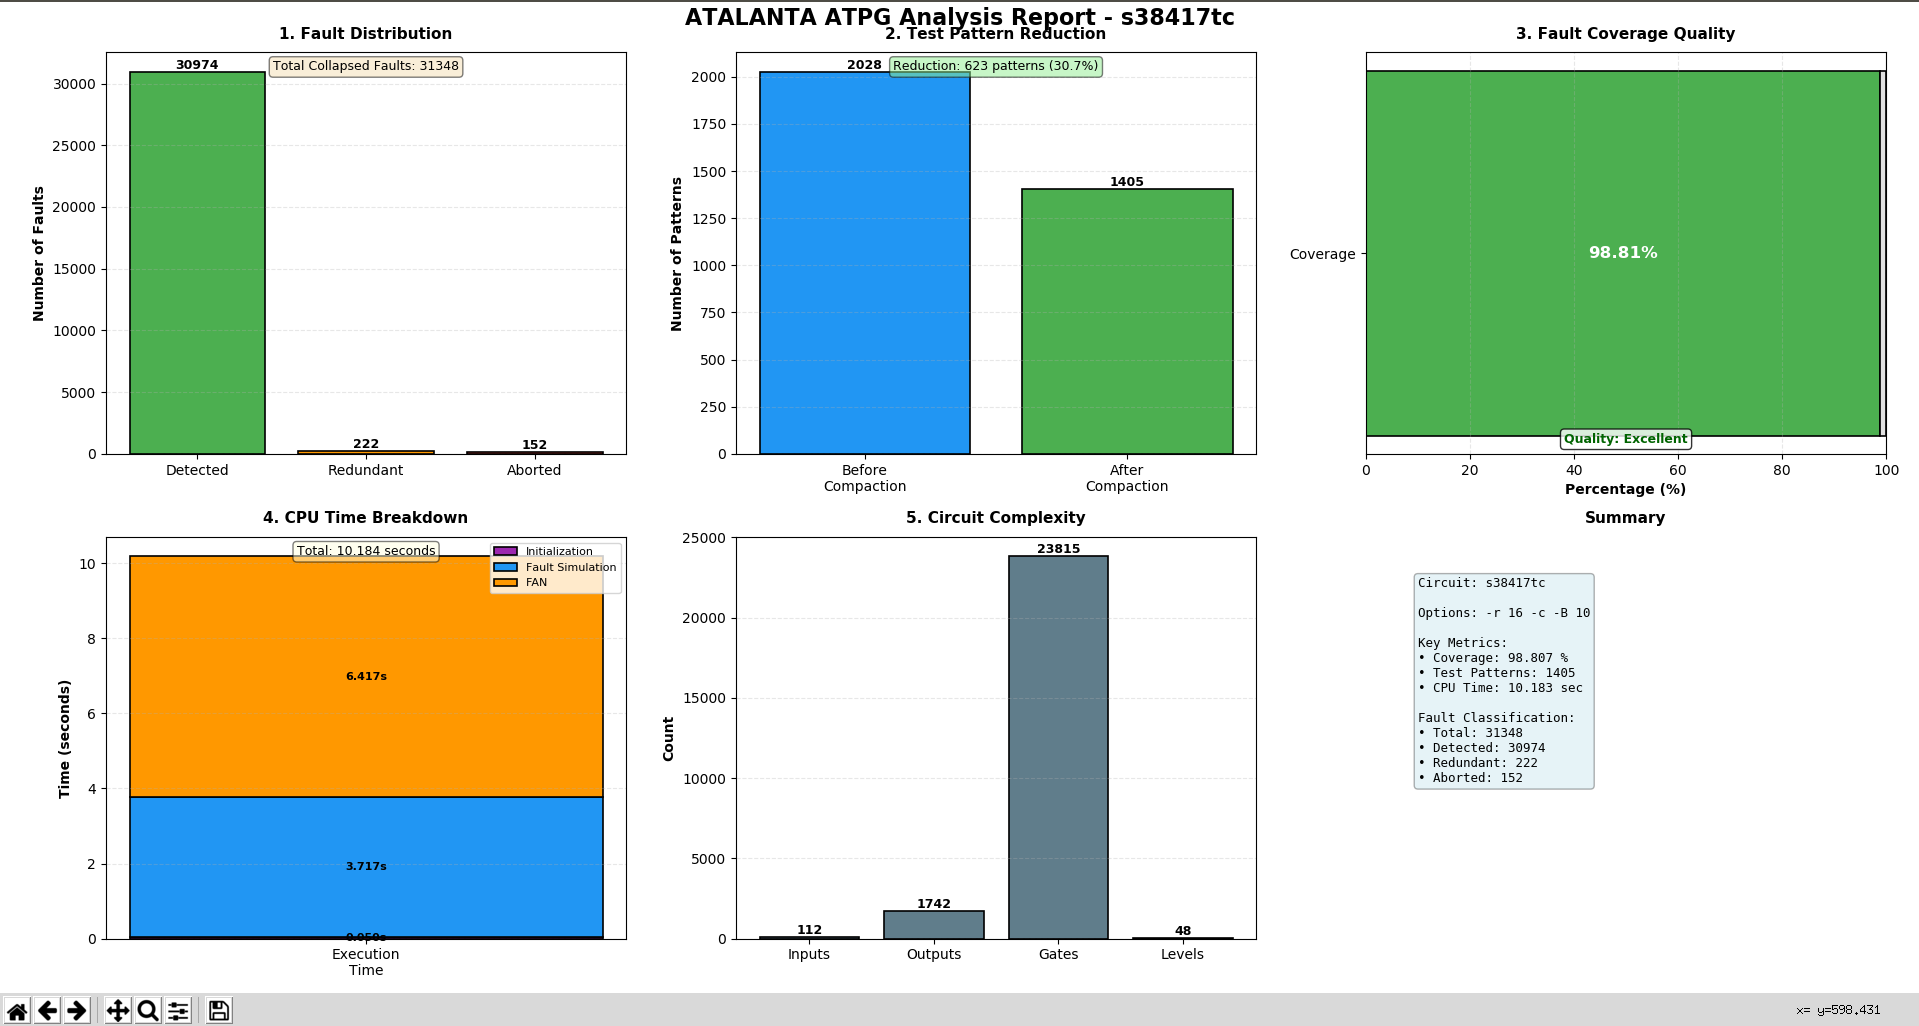 ATALANTA ATPG Analysis Report - s38417tc
1. Fault Distribution
Number of Faults
30000
25000
20000
15000
10000
5000
0
30974
Total Collapsed Faults: 31348
222
152
Detected
Redundant
Aborted
2. Test Pattern Reduction
Number of Patterns
2000
1750
1500
1250
1000
750
500
250
0
2028
Reduction: 623 patterns (30.7%)
1405
Before
Compaction
After
Compaction
3. Fault Coverage Quality
Coverage
98.81%
Quality: Excellent
0
20
40
60
80
100
Percentage (%)
4. CPU Time Breakdown
Time (seconds)
10
8
6
4
2
0
Total: 10.184 seconds
Initialization
Fault Simulation
FAN
6.417s
3.717s
0.050s
Execution
Time
5. Circuit Complexity
Count
25000
20000
15000
10000
5000
0
112
1742
23815
48
Inputs
Outputs
Gates
Levels
Summary
Circuit: s38417tc
Options: -r 16 -c -B 10
Key Metrics:
• Coverage: 98.807 %
• Test Patterns: 1405
• CPU Time: 10.183 sec
Fault Classification:
• Total: 31348
• Detected: 30974
• Redundant: 222
• Aborted: 152
x= y=598.431